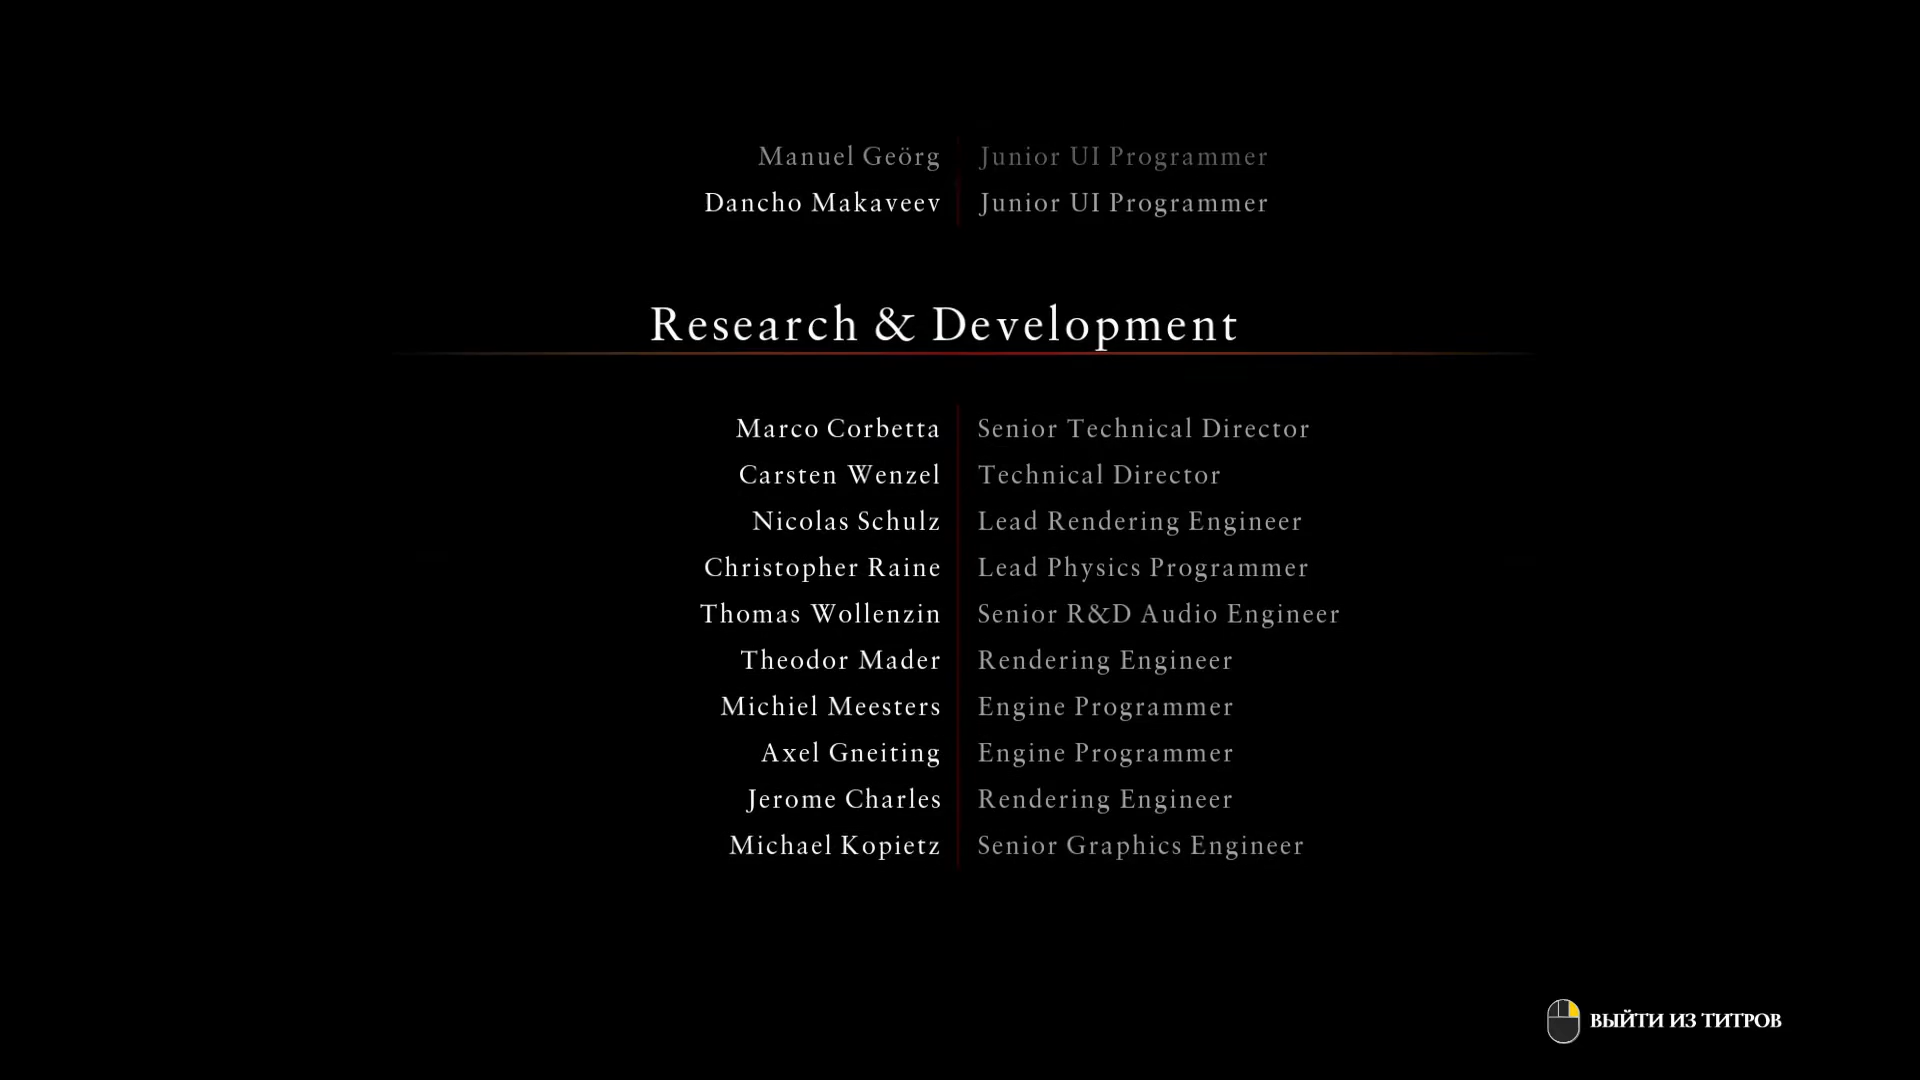 Manuel Geörg Junior UI Programmer
Dancho Makaveev Junior UI Programmer
Research & Development
Marco Corbetta Senior Technical Director
Carsten Wenzel Technical Director
Nicolas Schulz Lead Rendering Engineer
Christopher Raine Lead Physics Programmer
Thomas Wollenzin Senior R&D Audio Engineer
Theodor Mader Rendering Engineer
Michiel Meesters Engine Programmer
Axel Gneiting Engine Programmer
Jerome Charles Rendering Engineer
Michael Kopietz Senior Graphics Engineer
ВЫЙТИ ИЗ ТИТРОВ